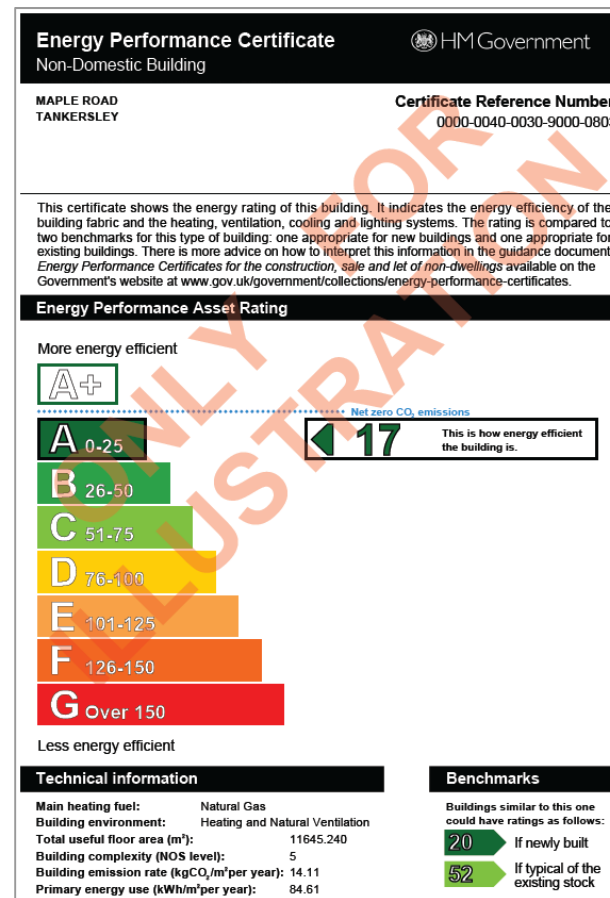 Energy Performance Certificate
HM Government
Non-Domestic Building
MAPLE ROAD
TANKERSLEY
Certificate Reference Number
0000-0040-0030-9000-0803
This certificate shows the energy rating of this building. It indicates the energy efficiency of the
building fabric and the heating, ventilation, cooling and lighting systems. The rating is compared to
two benchmarks for this type of building: one appropriate for new buildings and one appropriate for
existing buildings. There is more advice on how to interpret this information in the guidance document
Energy Performance Certificates for the construction, sale and let of non-dwellings available on the
Government's website at www.gov.uk/government/collections/energy-performance-certificates.
Energy Performance Asset Rating
More energy efficient
A+
Net zero CO₂ emissions
A 0-25
17
This is how energy efficient
the building is.
B 26-50
C 51-75
D 76-100
E 101-125
F 126-150
G Over 150
Less energy efficient
Technical information
Main heating fuel: Natural Gas
Building environment: Heating and Natural Ventilation
Total useful floor area (m²): 11645.240
Building complexity (NOS level): 5
Building emission rate (kgCO₂/m²per year): 14.11
Primary energy use (kWh/m²per year): 84.61
Benchmarks
Buildings similar to this one
could have ratings as follows:
20 If newly built
52 If typical of the
existing stock
ONLY FOR
ILLUSTRATION